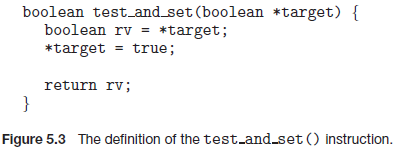 boolean test_and_set(boolean *target) {
boolean rv = *target;
*target = true;
return rv;
}
Figure 5.3 The definition of the test_and_set() instruction.